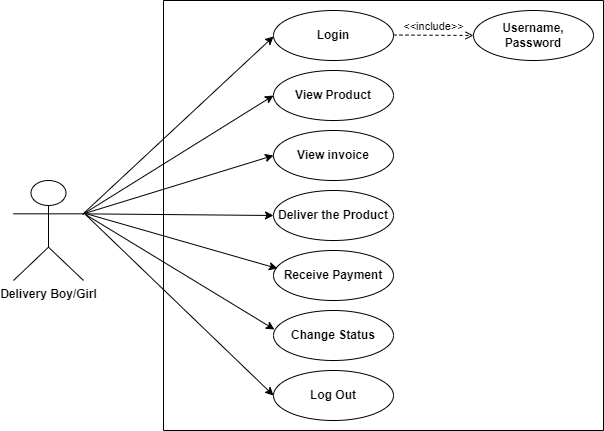 Login
<<include>>
Username,
Password
View Product
View invoice
Deliver the Product
Receive Payment
Change Status
Log Out
Delivery Boy/Girl